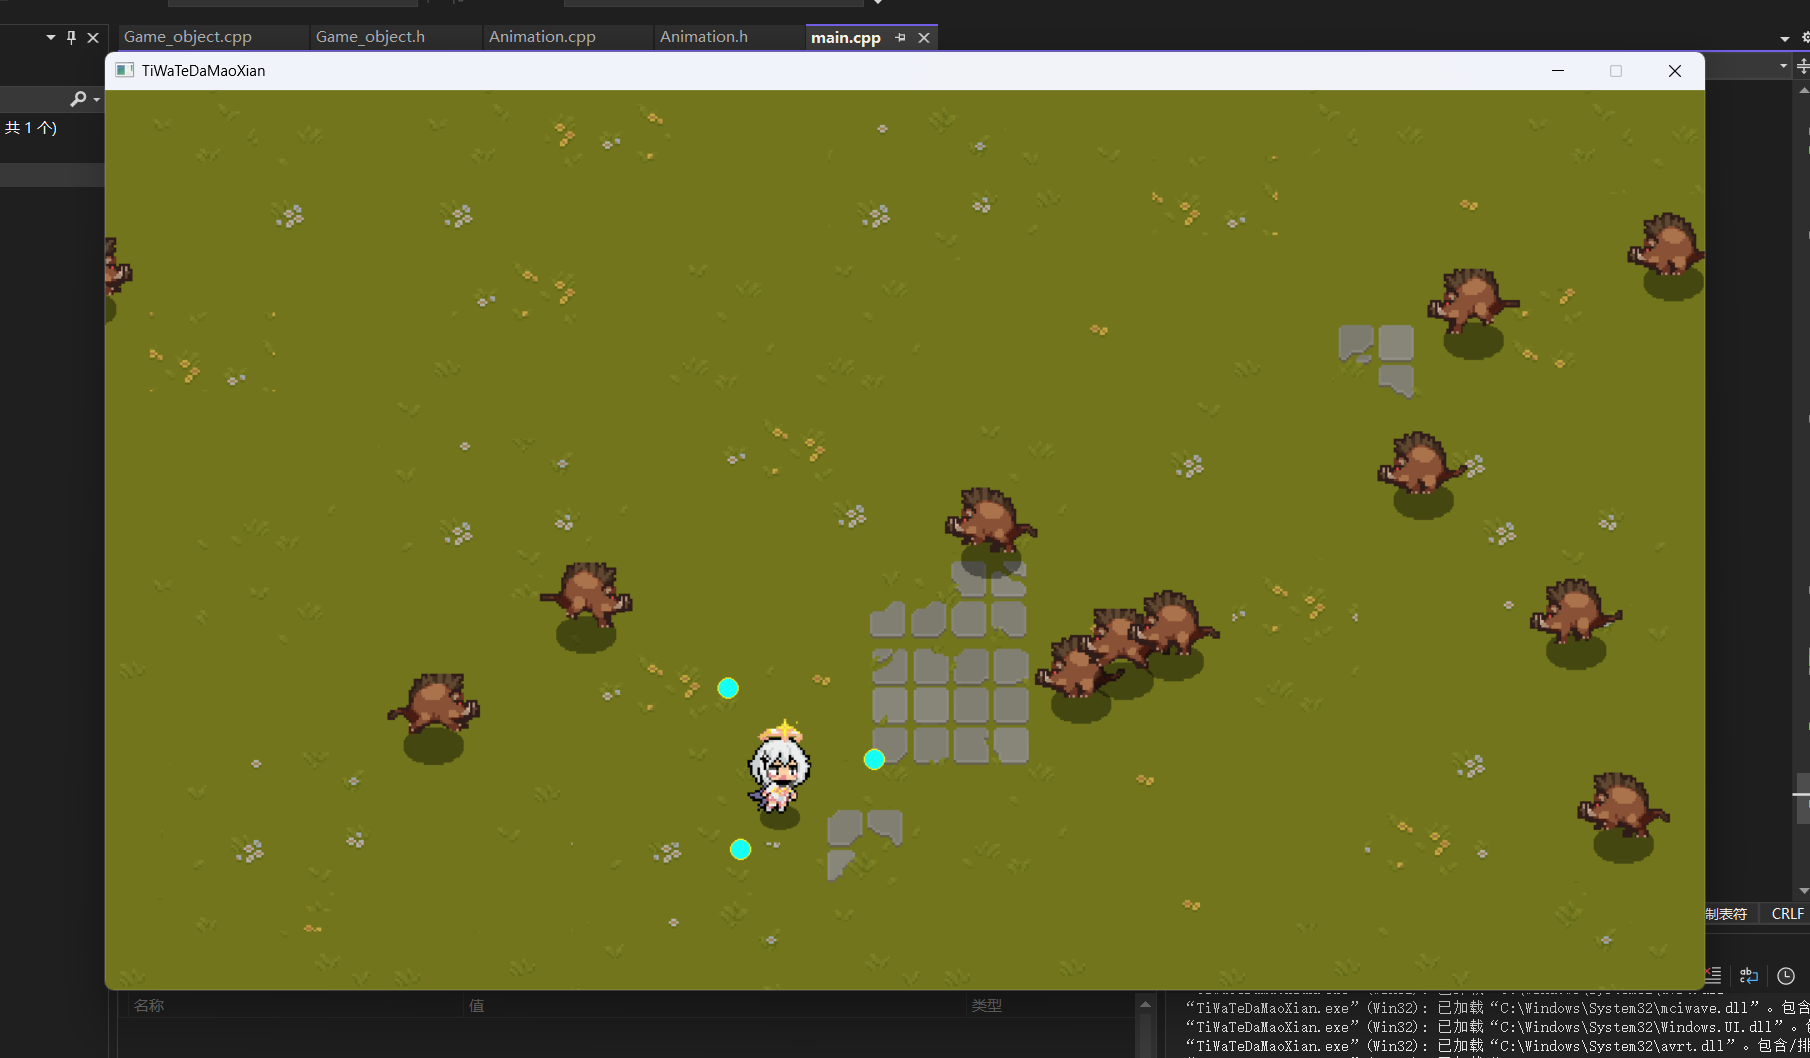 Game_object.cpp
Game_object.h
Animation.cpp
Animation.h
main.cpp
TiWaTeDaMaoXian
共 1 个)
制表符
CRLF
名称
值
类型
“TiWaTeDaMaoXian.exe” (Win32): 已加载 “C:\Windows\System32\mciwave.dll”。包含
“TiWaTeDaMaoXian.exe” (Win32): 已加载 “C:\Windows\System32\Windows.UI.dll”。
“TiWaTeDaMaoXian.exe” (Win32): 已加载 “C:\Windows\System32\avrt.dll”。包含/排